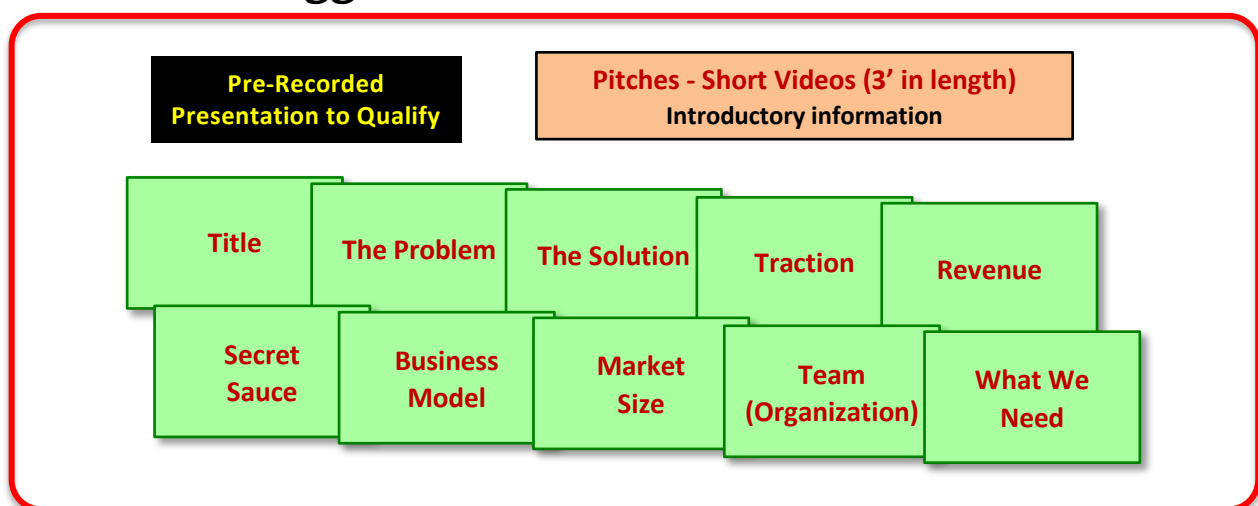 Pre-Recorded
Presentation to Qualify
Pitches - Short Videos (3’ in length)
Introductory information
Title
The Problem
The Solution
Traction
Revenue
Secret
Sauce
Business
Model
Market
Size
Team
(Organization)
What We
Need